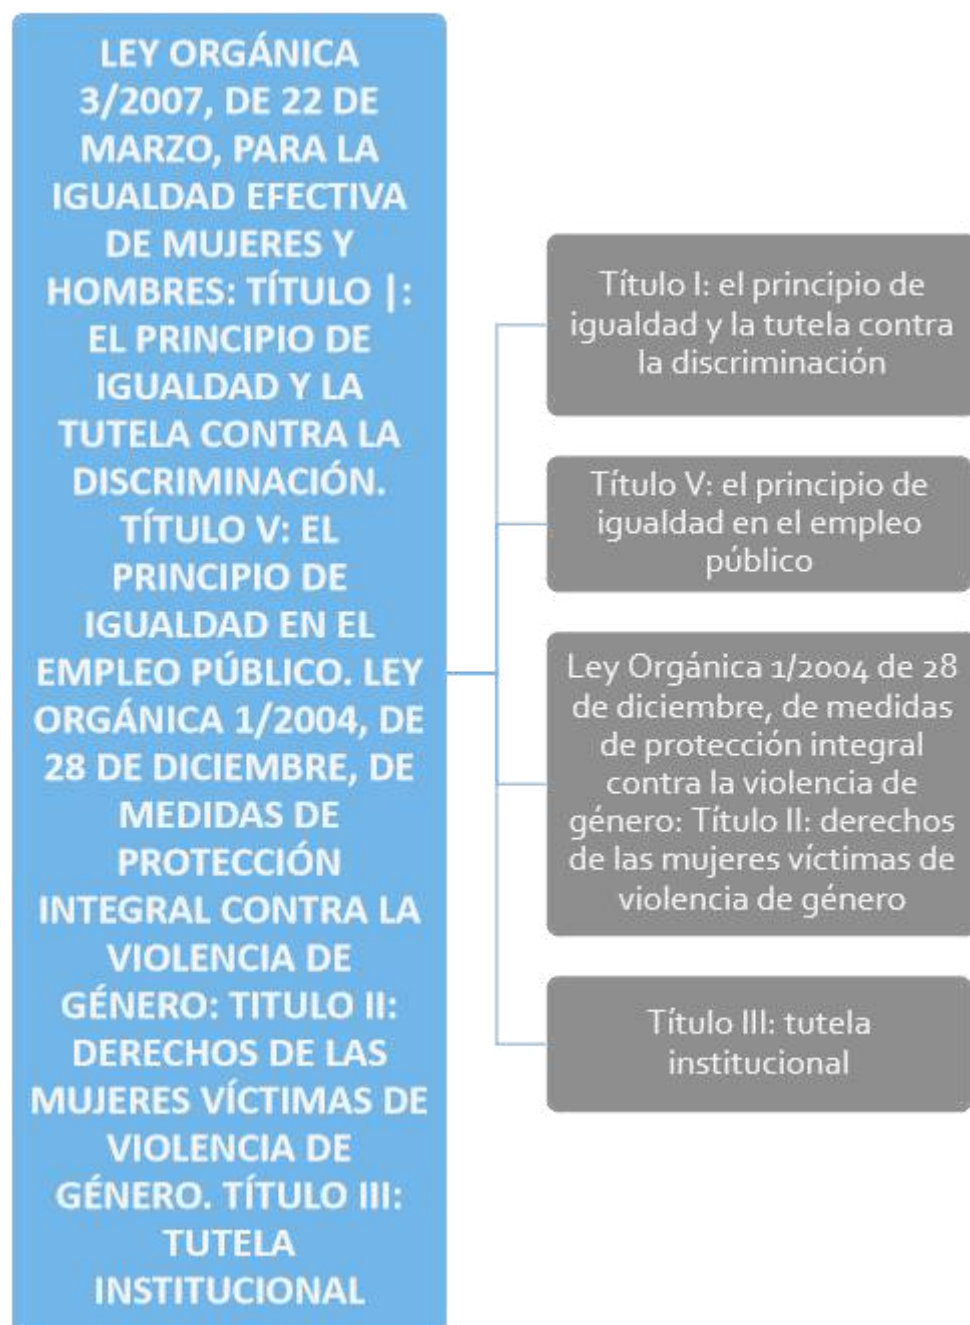 LEY ORGÁNICA
3/2007, DE 22 DE
MARZO, PARA LA
IGUALDAD EFECTIVA
DE MUJERES Y
HOMBRES: TÍTULO |:
EL PRINCIPIO DE
IGUALDAD Y LA
TUTELA CONTRA LA
DISCRIMINACIÓN.
TÍTULO V: EL
PRINCIPIO DE
IGUALDAD EN EL
EMPLEO PÚBLICO. LEY
ORGÁNICA 1/2004, DE
28 DE DICIEMBRE, DE
MEDIDAS DE
PROTECCIÓN
INTEGRAL CONTRA LA
VIOLENCIA DE
GÉNERO: TITULO II:
DERECHOS DE LAS
MUJERES VÍCTIMAS DE
VIOLENCIA DE
GÉNERO. TÍTULO III:
TUTELA
INSTITUCIONAL
Título I: el principio de
igualdad y la tutela contra
la discriminación
Título V: el principio de
igualdad en el empleo
público
Ley Orgánica 1/2004 de 28
de diciembre, de medidas
de protección integral
contra la violencia de
género: Título II: derechos
de las mujeres víctimas de
violencia de género
Título III: tutela
institucional